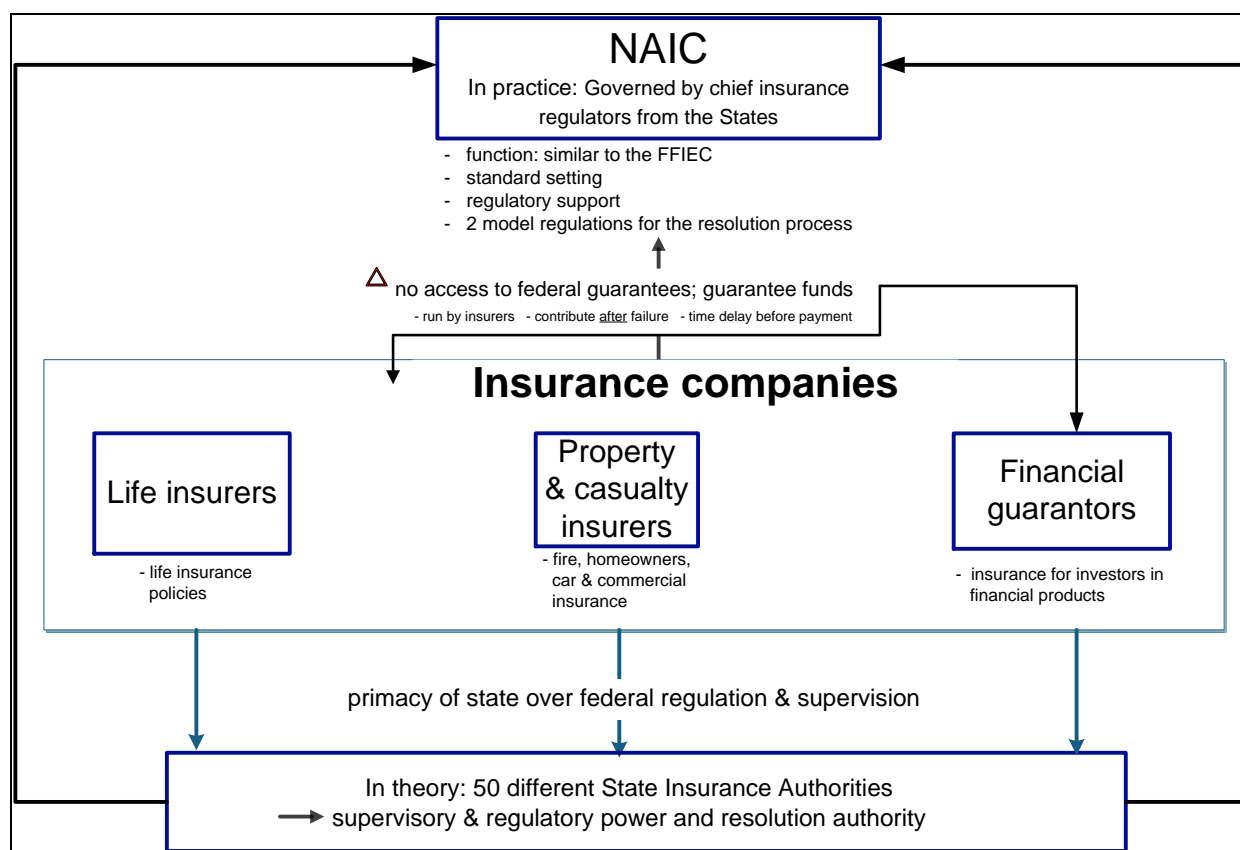 NAIC
In practice: Governed by chief insurance
regulators from the States
- function: similar to the FFIEC
- standard setting
- regulatory support
- 2 model regulations for the resolution process
no access to federal guarantees; guarantee funds
- run by insurers - contribute after failure - time delay before payment
Insurance companies
Life insurers
- life insurance
policies
Property
& casualty
insurers
- fire, homeowners,
car & commercial
insurance
Financial
guarantors
- insurance for investors in
financial products
primacy of state over federal regulation & supervision
In theory: 50 different State Insurance Authorities
supervisory & regulatory power and resolution authority